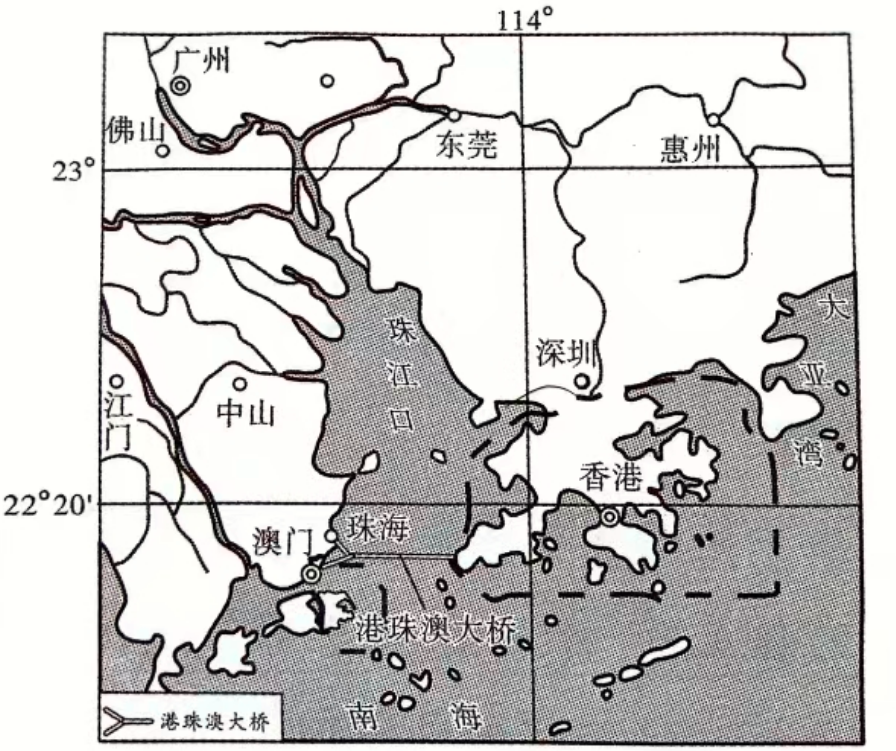 114°
广州
佛山
东莞
惠州
23°
大亚湾
珠江口
深圳
江门
中山
香港
22°20'
澳门
珠海
港珠澳大桥
南海
港珠澳大桥